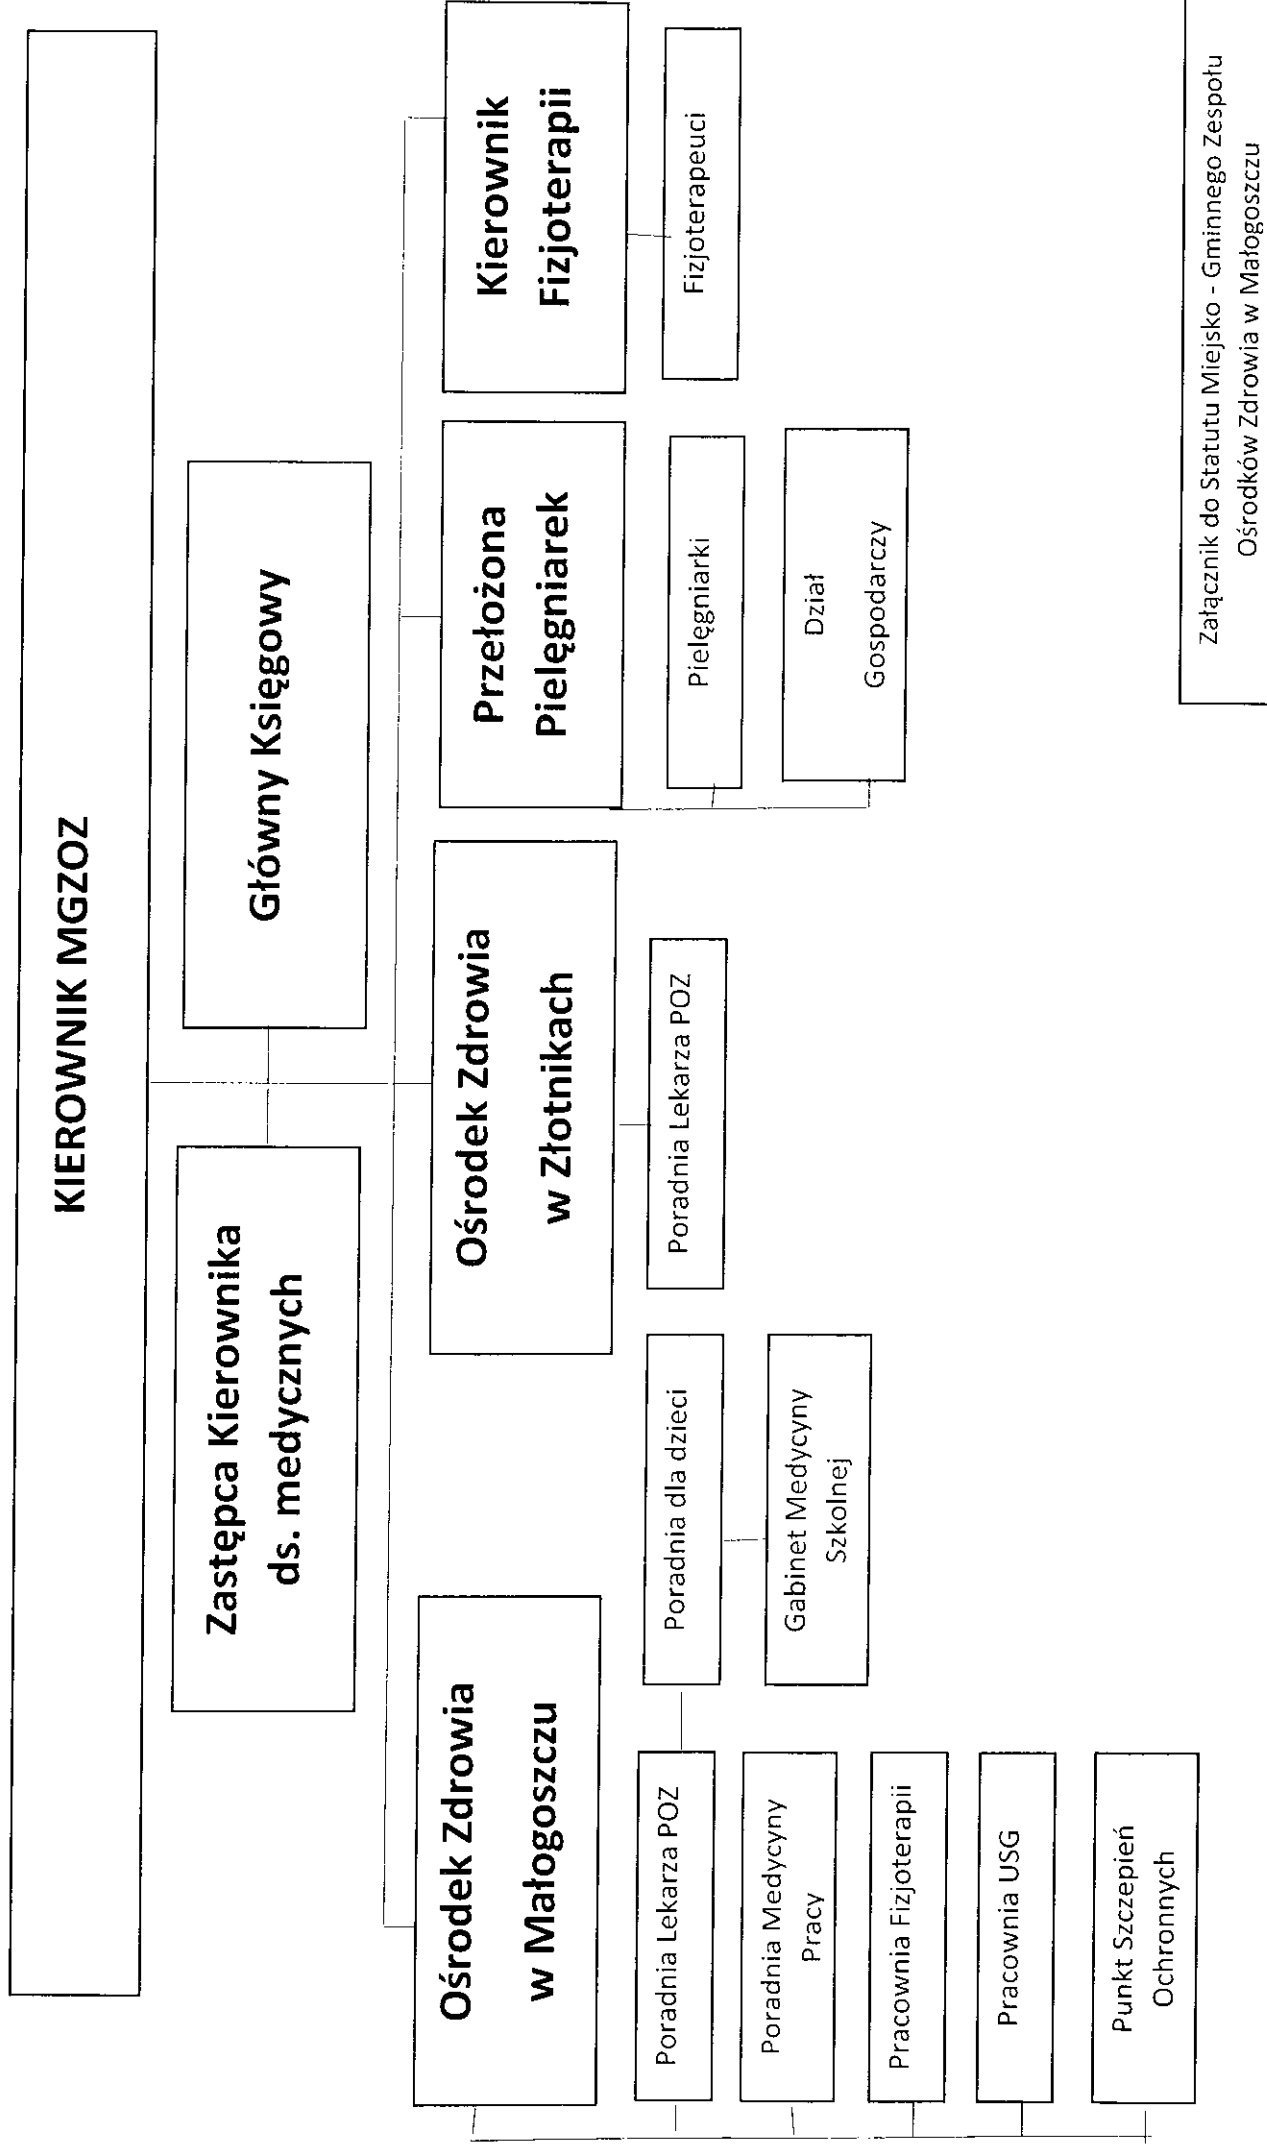 KIEROWNIK MGZOZ
Zastępca Kierownika
ds. medycznych
Główny Księgowy
Ośrodek Zdrowia
w Małogoszczu
Ośrodek Zdrowia
w Złotnikach
Przełożona
Pielęgniarek
Kierownik
Fizjoterapii
Poradnia Lekarza POZ
Poradnia dla dzieci
Poradnia Lekarza POZ
Pielęgniarki
Fizjoterapeuci
Poradnia Medycyny
Pracy
Gabinet Medycyny
Szkolnej
Dział
Gospodarczy
Pracownia Fizjoterapii
Pracownia USG
Punkt Szczepień
Ochronnych
Załącznik do Statutu Miejsko - Gminnego Zespołu
Ośrodków Zdrowia w Małogoszczu